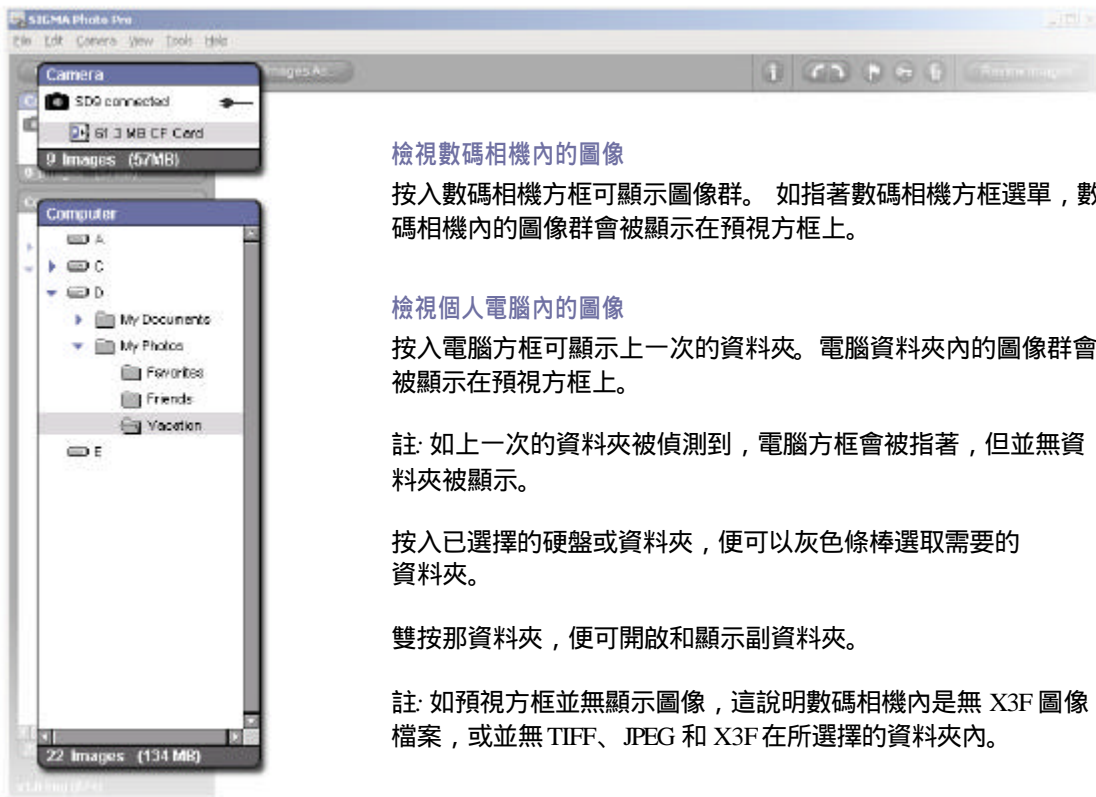 SIGMA Photo Pro
File Edit Camera View Tools Help
Images As...
Review Images
Camera
SD9 connected
61.3 MB CF Card
9 Images (57MB)
Computer
A
C
D
My Documents
My Photos
Favorites
Friends
Vacation
E
22 Images (134 MB)
檢視數碼相機內的圖像
按入數碼相機方框可顯示圖像群。 如指著數碼相機方框選單，數
碼相機內的圖像群會被顯示在預視方框上。
檢視個人電腦內的圖像
按入電腦方框可顯示上一次的資料夾。電腦資料夾內的圖像群會
被顯示在預視方框上。
註: 如上一次的資料夾被偵測到，電腦方框會被指著，但並無資
料夾被顯示。
按入已選擇的硬盤或資料夾，便可以灰色條棒選取需要的
資料夾。
雙按那資料夾，便可開啟和顯示副資料夾。
註: 如預視方框並無顯示圖像，這說明數碼相機內是無 X3F 圖像
檔案，或並無 TIFF、JPEG 和 X3F 在所選擇的資料夾內。